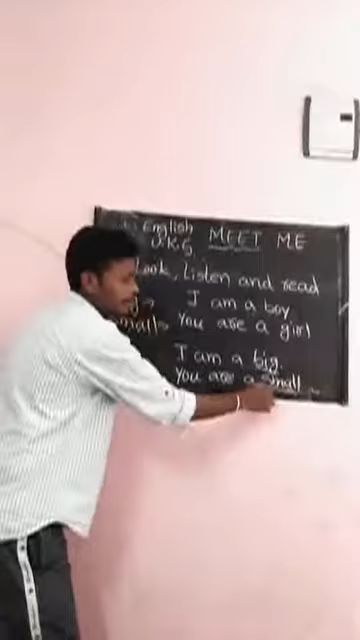 English
U.K.G MEET ME
Look, Listen and read
I am a boy
small You are a girl
I am a big.
You are a small